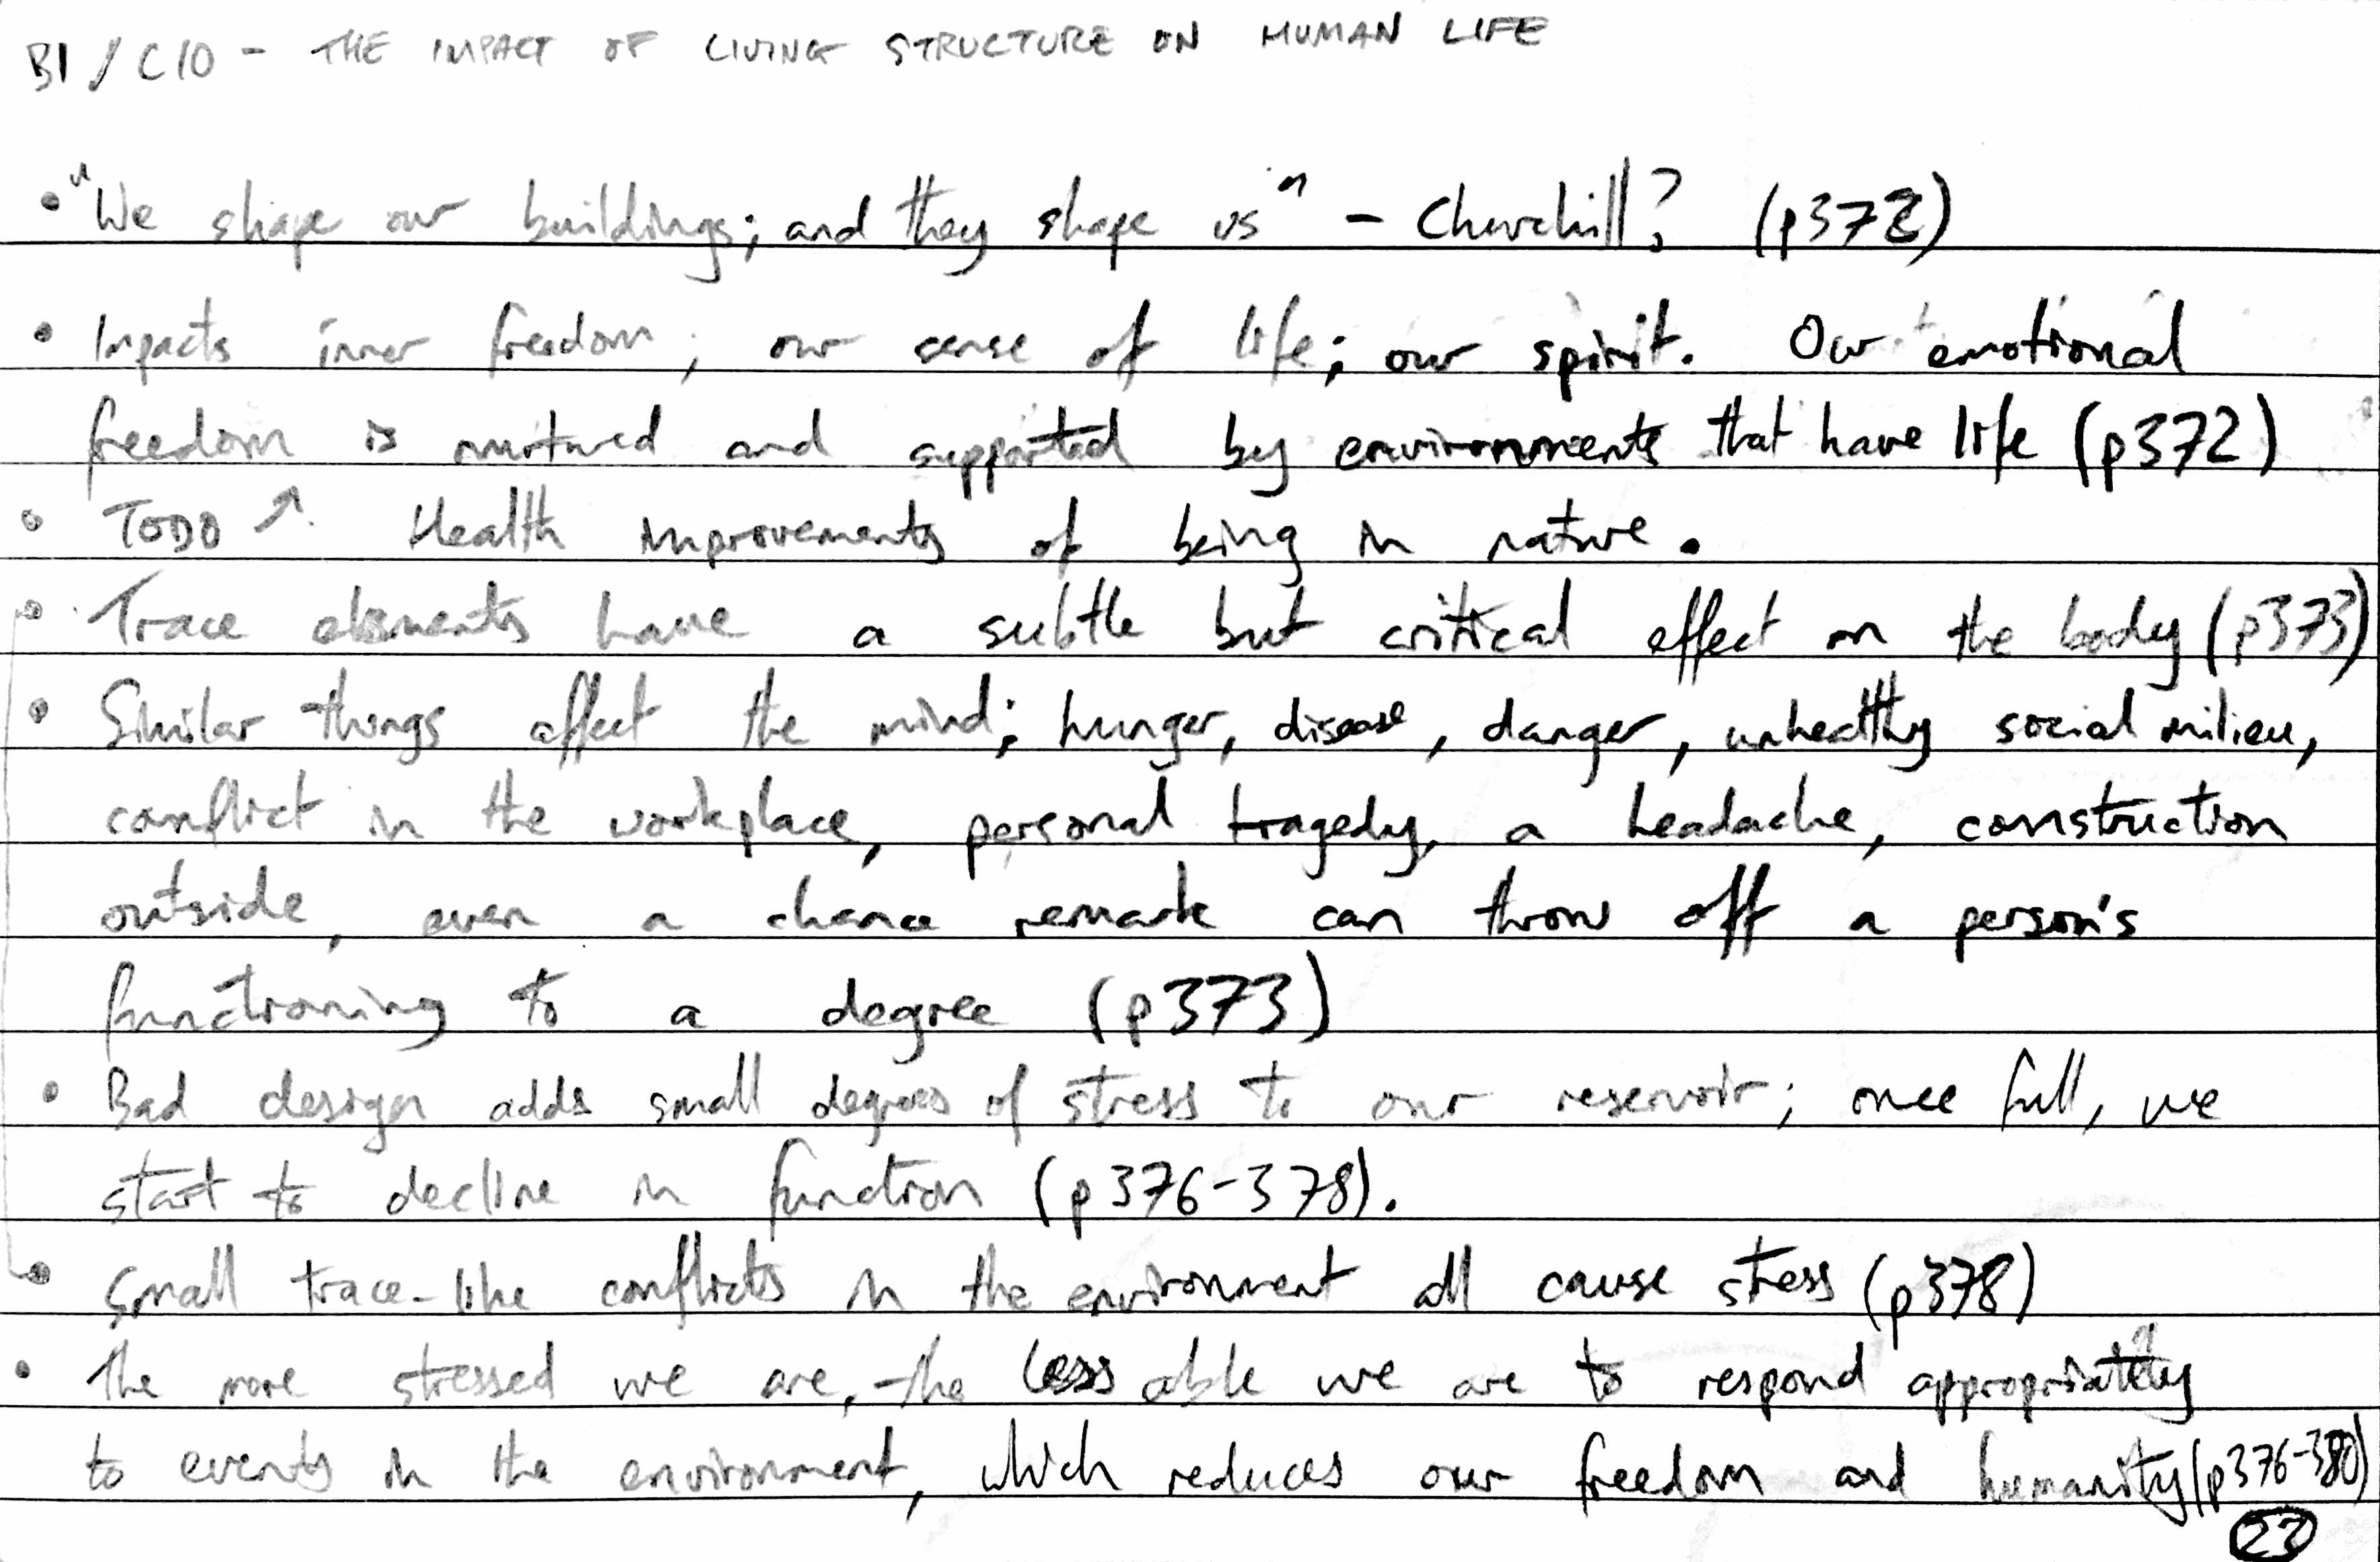 B1 / C10 - THE IMPACT OF LIVING STRUCTURE ON HUMAN LIFE
• "We shape our buildings; and they shape us" - Churchill? (p372)
• Impacts inner freedom; our sense of life; our spirit. Our emotional
freedom is nurtured and supported by environments that have life (p372)
• TODO ↗ Health improvements of being in nature.
• Trace elements have a subtle but critical effect on the body (p373)
• Similar things affect the mind; hunger, disease, danger, unhealthy social milieu,
conflict in the workplace, personal tragedy, a headache, construction
outside, even a chance remark can throw off a person's
functioning to a degree (p373)
• Bad design adds small degrees of stress to our reservoir; once full, we
start to decline in function (p376-378).
• Small trace-like conflicts in the environment all cause stress (p378)
• The more stressed we are, the less able we are to respond appropriately
to events in the environment, which reduces our freedom and humanity (p376-380)